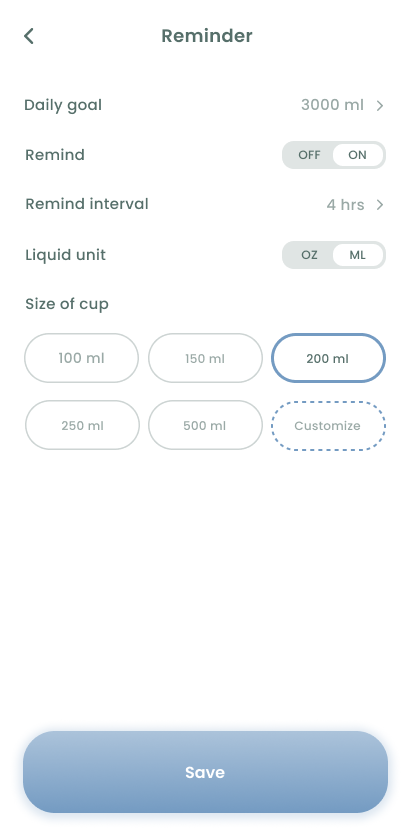 Reminder
Daily goal 3000 ml
Remind OFF ON
Remind interval 4 hrs
Liquid unit OZ ML
Size of cup
100 ml 150 ml 200 ml
250 ml 500 ml Customize
Save